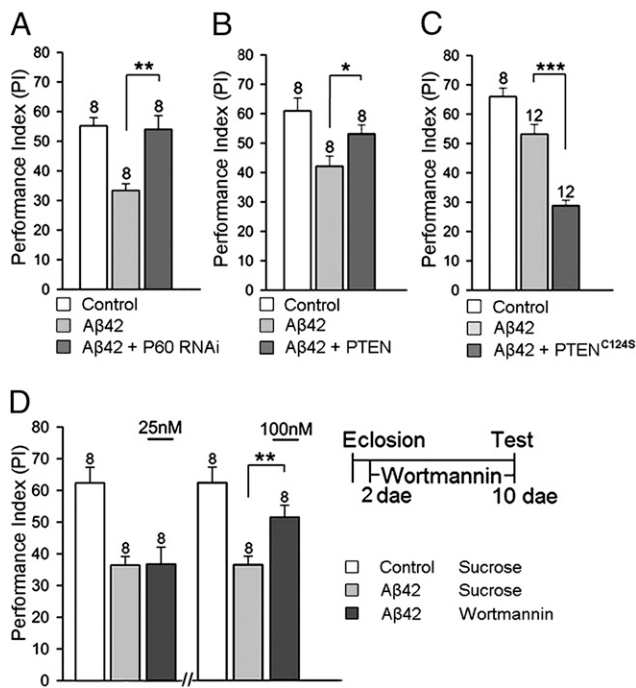 A
B
C
Performance Index (PI)
80
70
60
50
40
30
20
10
0
8
8
8
**
Control
Aβ42
Aβ42 + P60 RNAi
Performance Index (PI)
80
70
60
50
40
30
20
10
0
8
8
8
*
Control
Aβ42
Aβ42 + PTEN
Performance Index (PI)
80
70
60
50
40
30
20
10
0
8
12
12
***
Control
Aβ42
Aβ42 + PTENC124S
D
Performance Index (PI)
80
70
60
50
40
30
20
10
0
25nM
100nM
8
8
8
8
8
8
**
//
Eclosion Test
Wortmannin
2 dae 10 dae
Control Sucrose
Aβ42 Sucrose
Aβ42 Wortmannin